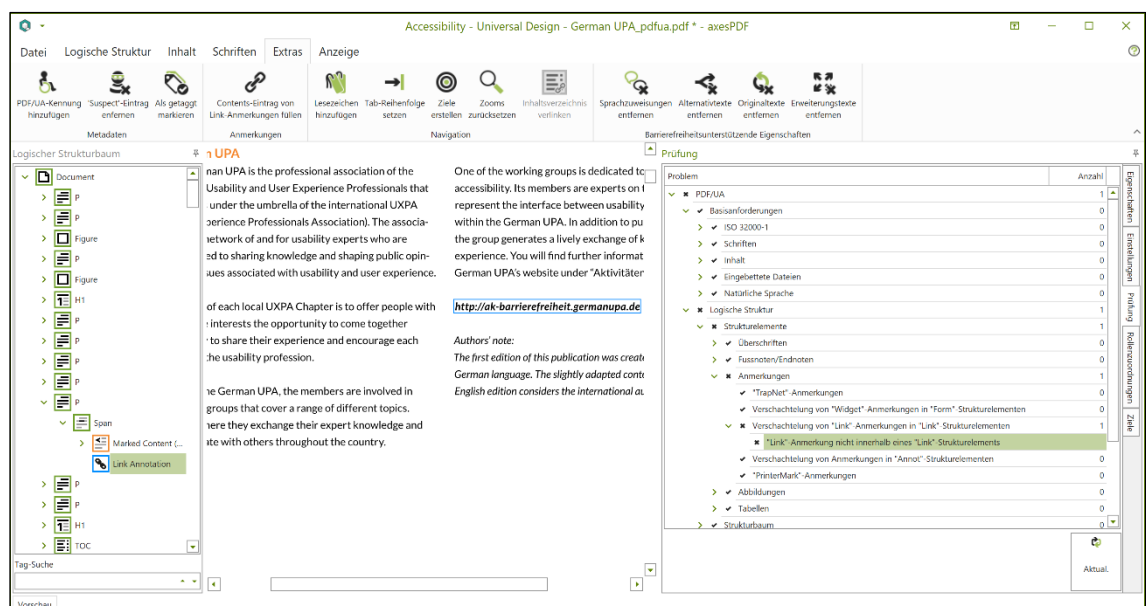 Accessibility - Universal Design - German UPA_pdfua.pdf * - axesPDF
Datei Logische Struktur Inhalt Schriften Extras Anzeige
PDF/UA-Kennung hinzufügen
'Suspect'-Eintrag entfernen
Als getaggt markieren
Metadaten
Contents-Eintrag von Link-Anmerkungen füllen
Anmerkungen
Lesezeichen hinzufügen
Tab-Reihenfolge setzen
Ziele erstellen
Zooms zurücksetzen
Inhaltsverzeichnis verlinken
Navigation
Sprachzuweisungen entfernen
Alternativtexte entfernen
Originaltexte entfernen
Erweiterungstexte entfernen
Barrierefreiheitsunterstützende Eigenschaften
Logischer Strukturbaum
Document
P
P
Figure
P
Figure
H1
P
P
P
P
P
Span
Marked Content (...
Link Annotation
P
P
H1
TOC
Tag-Suche
Vorschau
n UPA
man UPA is the professional association of the
Usability and User Experience Professionals that
under the umbrella of the international UXPA
perience Professionals Association). The associa-
network of and for usability experts who are
ed to sharing knowledge and shaping public opin-
sues associated with usability and user experience.
of each local UXPA Chapter is to offer people with
interests the opportunity to come together
to share their experience and encourage each
the usability profession.
he German UPA, the members are involved in
groups that cover a range of different topics.
here they exchange their expert knowledge and
ate with others throughout the country.
One of the working groups is dedicated to
accessibility. Its members are experts on
represent the interface between usability
within the German UPA. In addition to pu
the group generates a lively exchange of k
experience. You will find further informat
German UPA's website under "Aktivitäten
http://ak-barrierefreiheit.germanupa.de
Authors' note:
The first edition of this publication was create
German language. The slightly adapted conte
English edition considers the international au
Prüfung
Problem Anzahl
PDF/UA 1
Basisanforderungen 0
ISO 32000-1 0
Schriften 0
Inhalt 0
Eingebettete Dateien 0
Natürliche Sprache 0
Logische Struktur 1
Strukturelemente 1
Überschriften 0
Fussnoten/Endnoten 0
Anmerkungen 1
"TrapNet"-Anmerkungen 0
Verschachtelung von "Widget"-Anmerkungen in "Form"-Strukturelementen 0
Verschachtelung von "Link"-Anmerkungen in "Link"-Strukturelementen 1
"Link"-Anmerkung nicht innerhalb eines "Link"-Strukturelements
Verschachtelung von Anmerkungen in "Annot"-Strukturelementen 0
"PrinterMark"-Anmerkungen 0
Abbildungen 0
Tabellen 0
Strukturbaum 0
Aktual.
Eigenschaften
Einstellungen
Prüfung
Rollenzuordnungen
Ziele